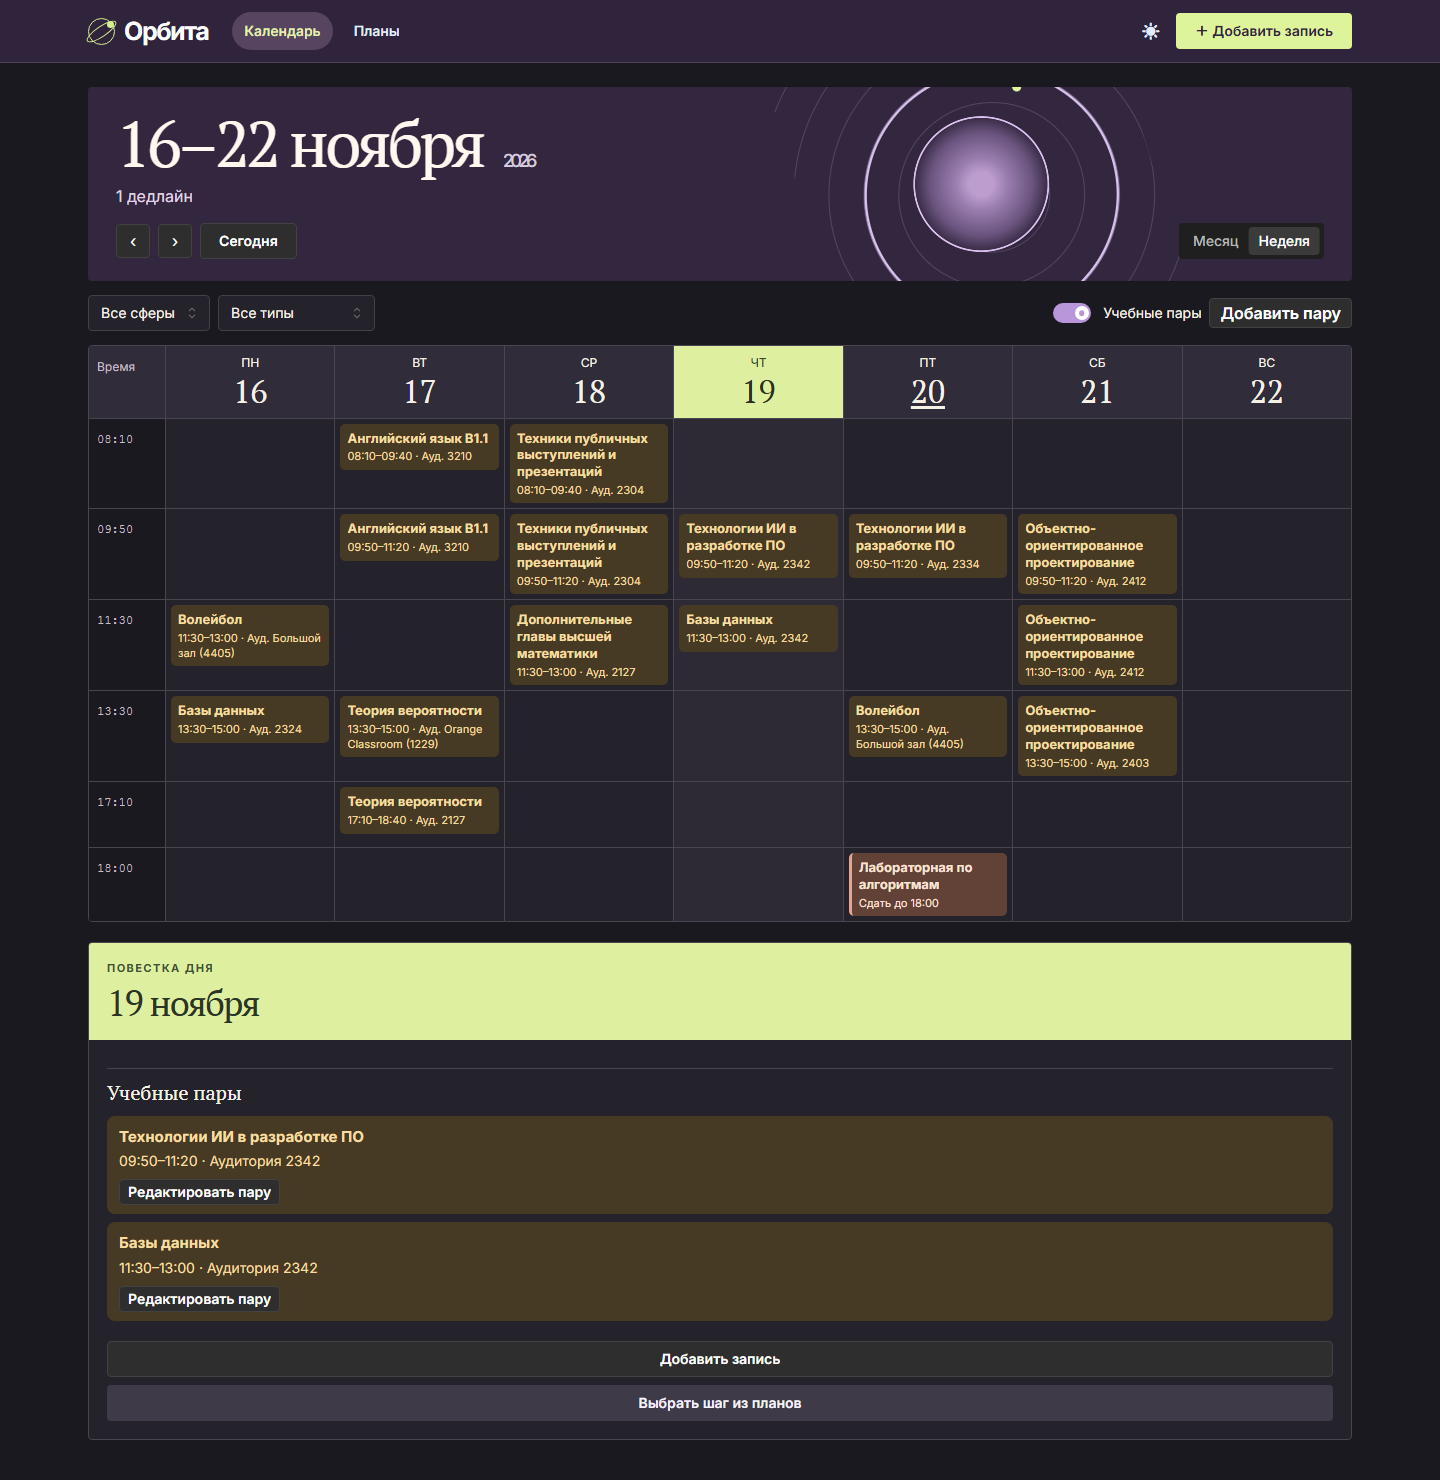 Орбита
Календарь
Планы
+ Добавить запись
16–22 ноября 2026
1 дедлайн
‹ › Сегодня
Месяц Неделя
Все сферы
Все типы
Учебные пары
Добавить пару
Время
ПН
16
ВТ
17
СР
18
ЧТ
19
ПТ
20
СБ
21
ВС
22
08:10
Английский язык B1.1
08:10–09:40 · Ауд. 3210
Техники публичных
выступлений и
презентаций
08:10–09:40 · Ауд. 2304
09:50
Английский язык B1.1
09:50–11:20 · Ауд. 3210
Техники публичных
выступлений и
презентаций
09:50–11:20 · Ауд. 2304
Технологии ИИ в
разработке ПО
09:50–11:20 · Ауд. 2342
Технологии ИИ в
разработке ПО
09:50–11:20 · Ауд. 2334
Объектно-
ориентированное
проектирование
09:50–11:20 · Ауд. 2412
11:30
Волейбол
11:30–13:00 · Ауд. Большой
зал (4405)
Дополнительные
главы высшей
математики
11:30–13:00 · Ауд. 2127
Базы данных
11:30–13:00 · Ауд. 2342
Объектно-
ориентированное
проектирование
11:30–13:00 · Ауд. 2412
13:30
Базы данных
13:30–15:00 · Ауд. 2324
Теория вероятности
13:30–15:00 · Ауд. Orange
Classroom (1229)
Волейбол
13:30–15:00 · Ауд.
Большой зал (4405)
Объектно-
ориентированное
проектирование
13:30–15:00 · Ауд. 2403
17:10
Теория вероятности
17:10–18:40 · Ауд. 2127
18:00
Лабораторная по
алгоритмам
Сдать до 18:00
ПОВЕСТКА ДНЯ
19 ноября
Учебные пары
Технологии ИИ в разработке ПО
09:50–11:20 · Аудитория 2342
Редактировать пару
Базы данных
11:30–13:00 · Аудитория 2342
Редактировать пару
Добавить запись
Выбрать шаг из планов